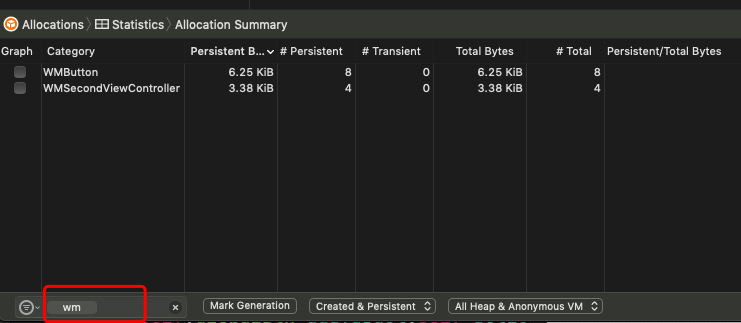 Allocations 〉 Statistics 〉 Allocation Summary
Graph Category Persistent B... # Persistent # Transient Total Bytes # Total Persistent/Total Bytes
WMButton 6.25 KiB 8 0 6.25 KiB 8
WMSecondViewController 3.38 KiB 4 0 3.38 KiB 4
wm Mark Generation Created & Persistent All Heap & Anonymous VM